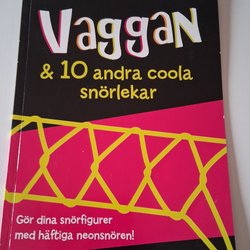 Vaggan
& 10 andra coola
snörlekar
Gör dina snörfigurer
med häftiga neonsnören!